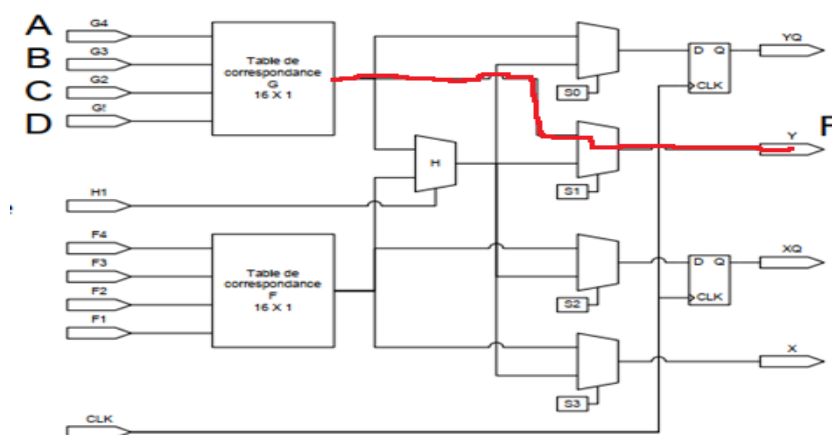 A G4
B G3
C G2
D G!
Table de
correspondance
G
16 X 1
S0
D Q
CLK
YQ
Y
F
S1
H
H1
F4
F3
F2
F1
Table de
correspondance
F
16 X 1
S2
D Q
CLK
XQ
S3
X
CLK